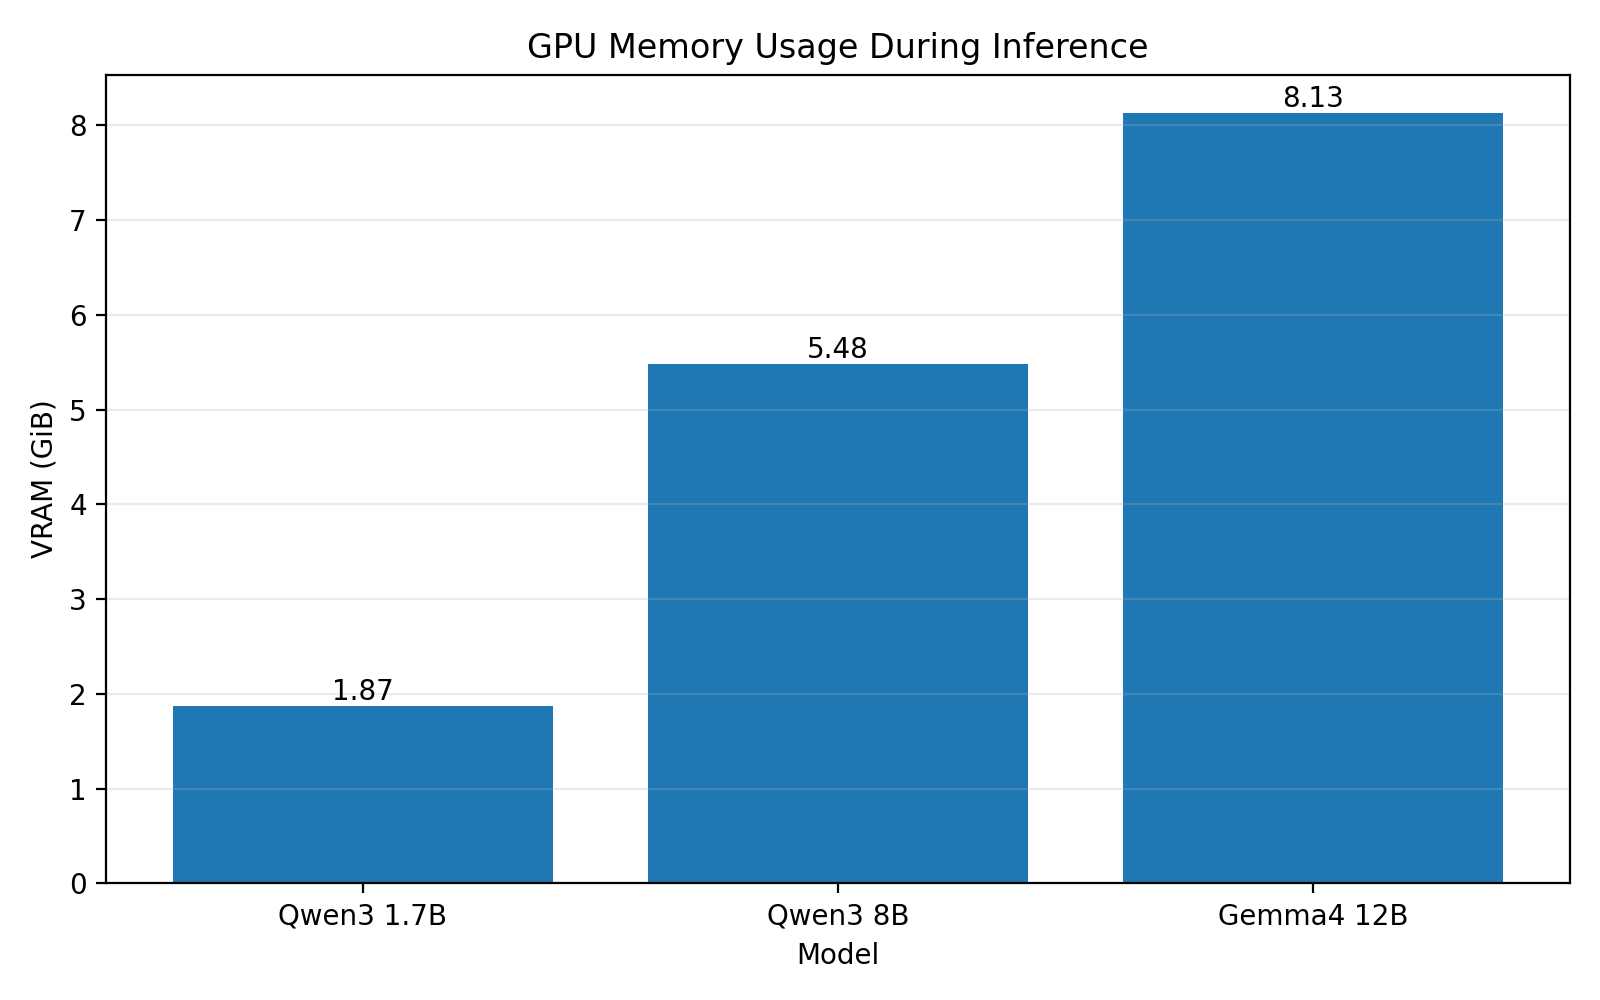 GPU Memory Usage During Inference
VRAM (GiB)
8
7
6
5
4
3
2
1
0
1.87
5.48
8.13
Qwen3 1.7B
Qwen3 8B
Gemma4 12B
Model